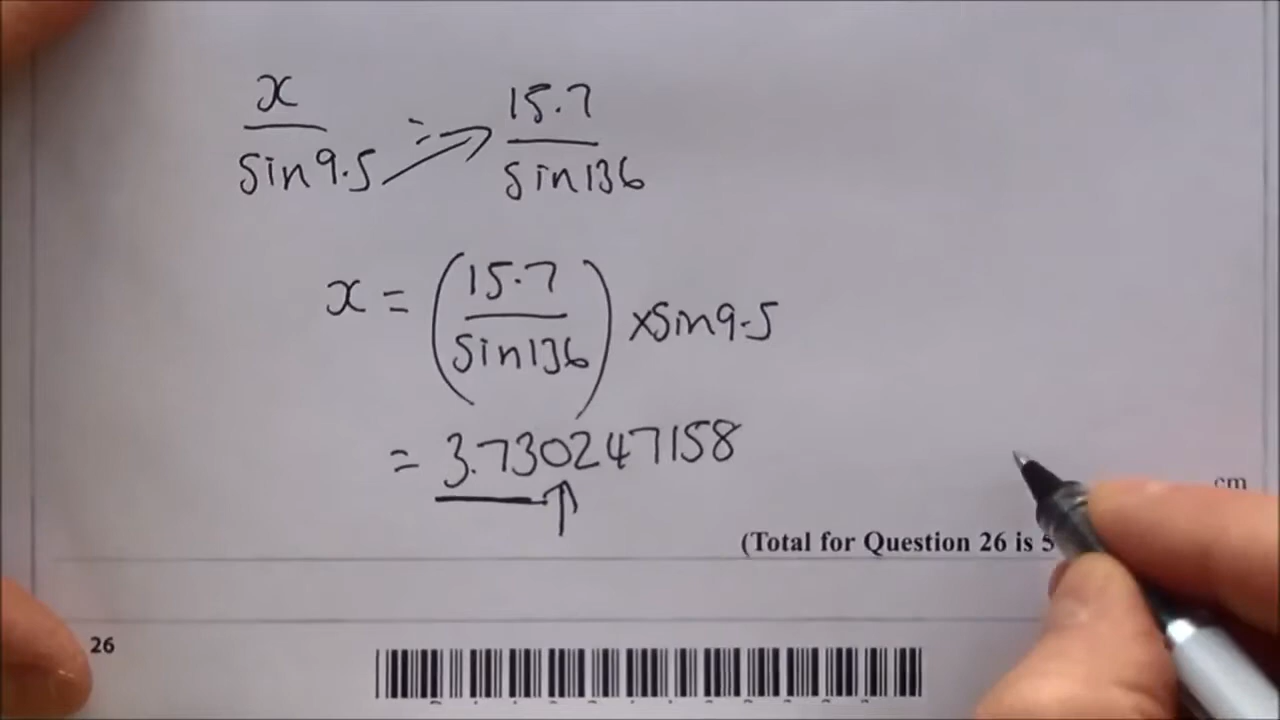 x/sin9.5 = 15.7/sin136
x = (15.7/sin136) ×sin9.5
= 3.730247158
cm
(Total for Question 26 is 5
26